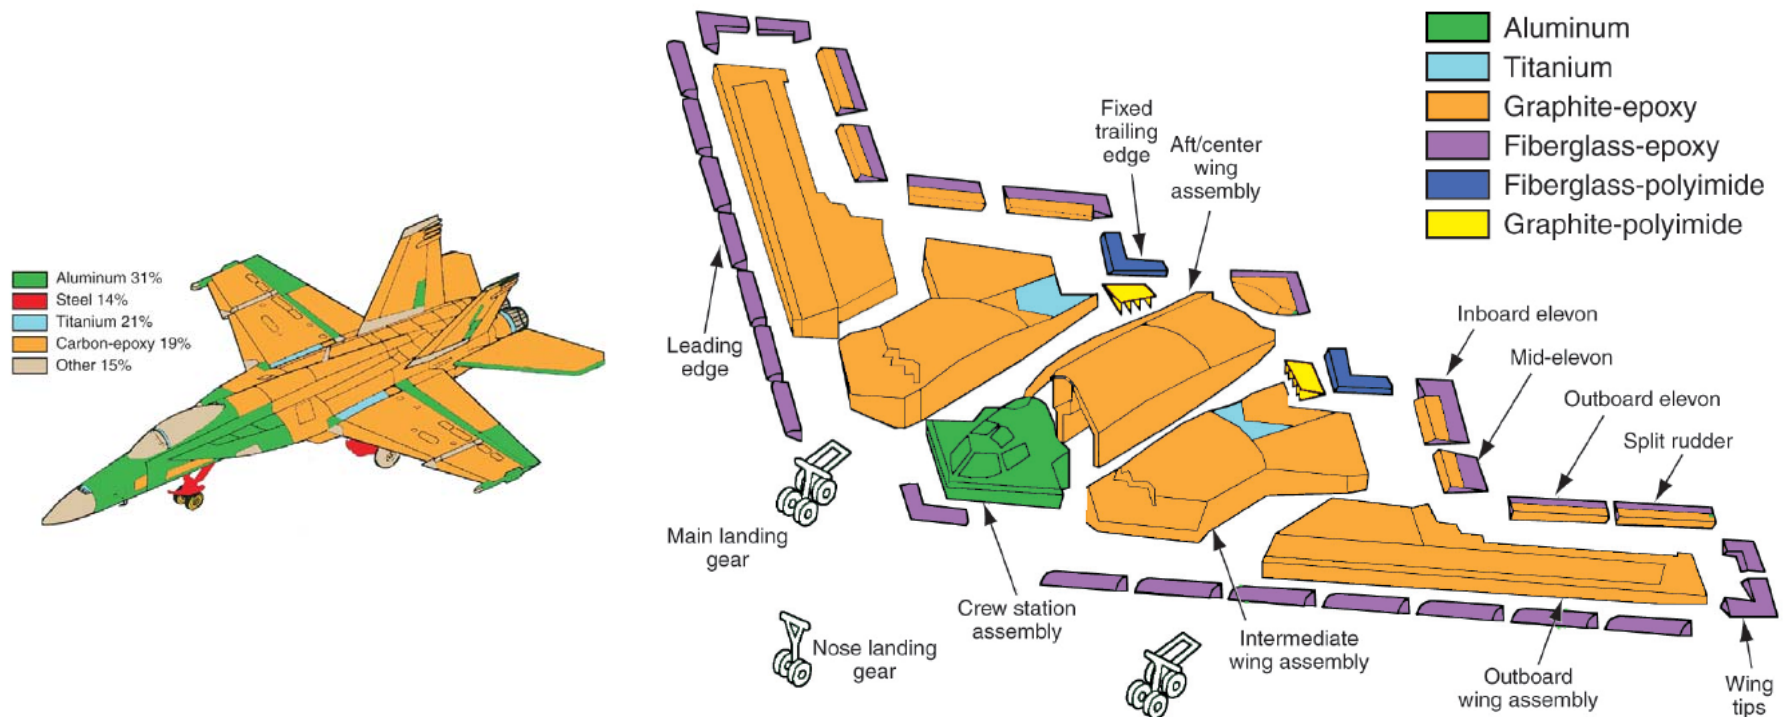 Aluminum 31%
Steel 14%
Titanium 21%
Carbon-epoxy 19%
Other 15%
Aluminum
Titanium
Graphite-epoxy
Fiberglass-epoxy
Fiberglass-polyimide
Graphite-polyimide
Fixed
trailing
edge
Aft/center
wing
assembly
Leading
edge
Inboard elevon
Mid-elevon
Outboard elevon
Split rudder
Main landing
gear
Crew station
assembly
Nose landing
gear
Intermediate
wing assembly
Outboard
wing assembly
Wing
tips